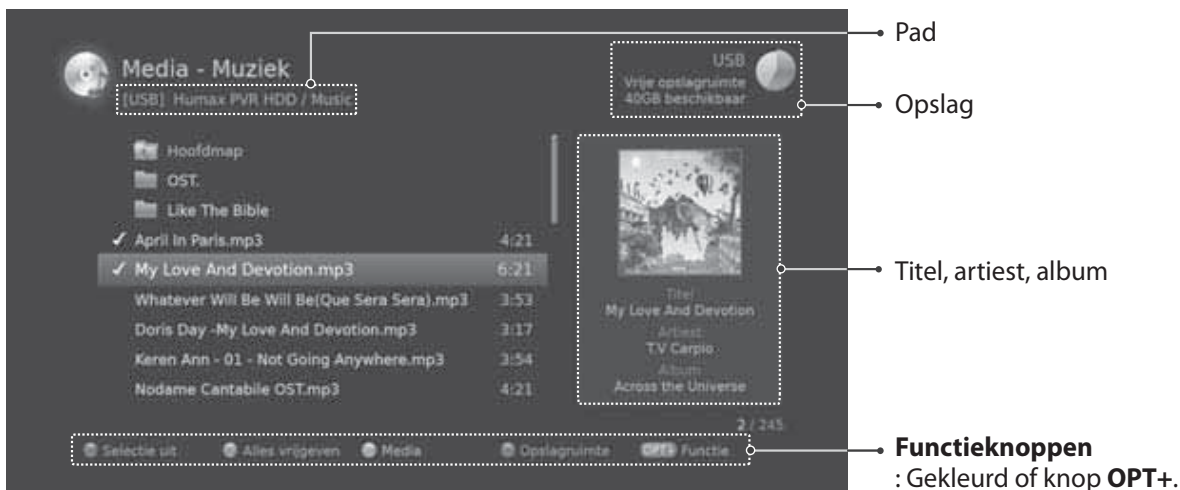 Pad
Media - Muziek
[USB] Humax PVR HDD / Music
USB
Vrije opslagruimte
40GB beschikbaar
Opslag
Hoofdmap
OST.
Like The Bible
✓ April In Paris.mp3 4:21
✓ My Love And Devotion.mp3 6:21
Whatever Will Be Will Be(Que Sera Sera).mp3 3:53
Doris Day -My Love And Devotion.mp3 3:17
Keren Ann - 01 - Not Going Anywhere.mp3 3:54
Nodame Cantabile OST.mp3 4:21
Titel
My Love And Devotion
Artiest
T.V Carpio
Album
Across the Universe
Titel, artiest, album
2 / 245
Selectie uit Alles vrijgeven Media Opslagruimte OPT+ Functie
Functieknoppen
: Gekleurd of knop OPT+.